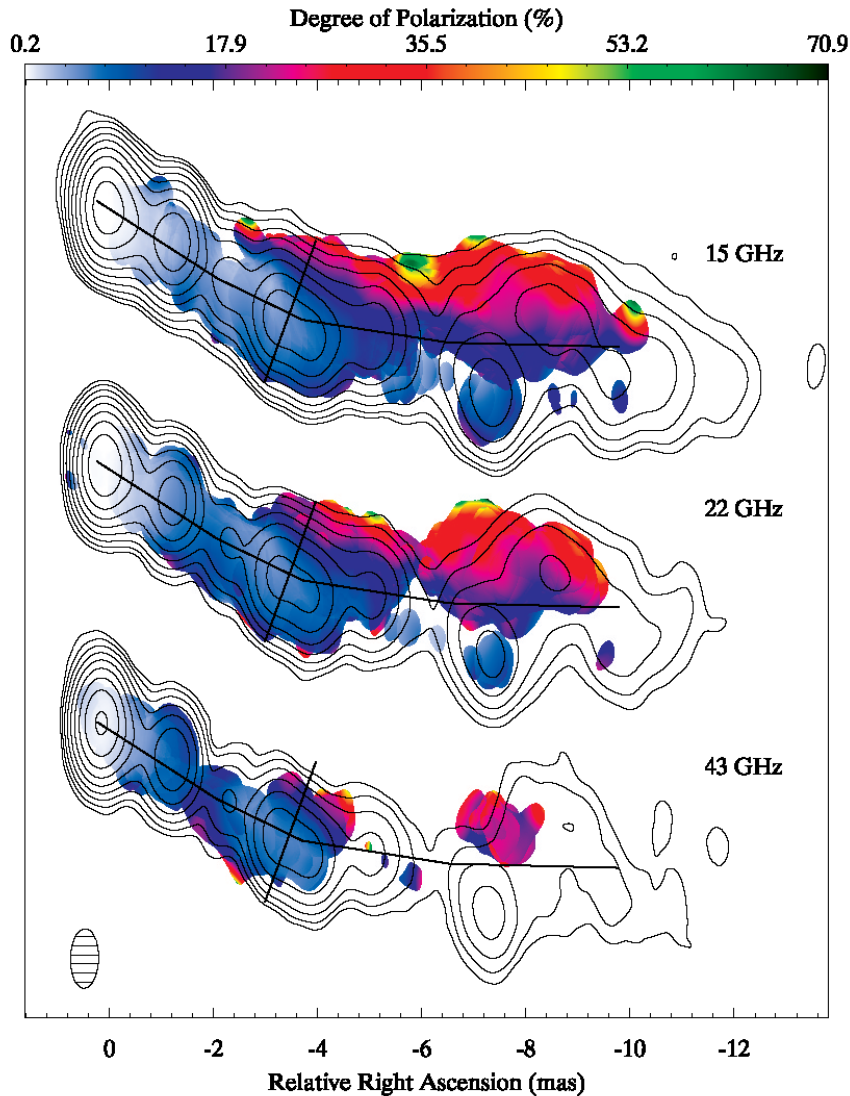 Degree of Polarization (%)
0.2 17.9 35.5 53.2 70.9
15 GHz
22 GHz
43 GHz
0 -2 -4 -6 -8 -10 -12
Relative Right Ascension (mas)